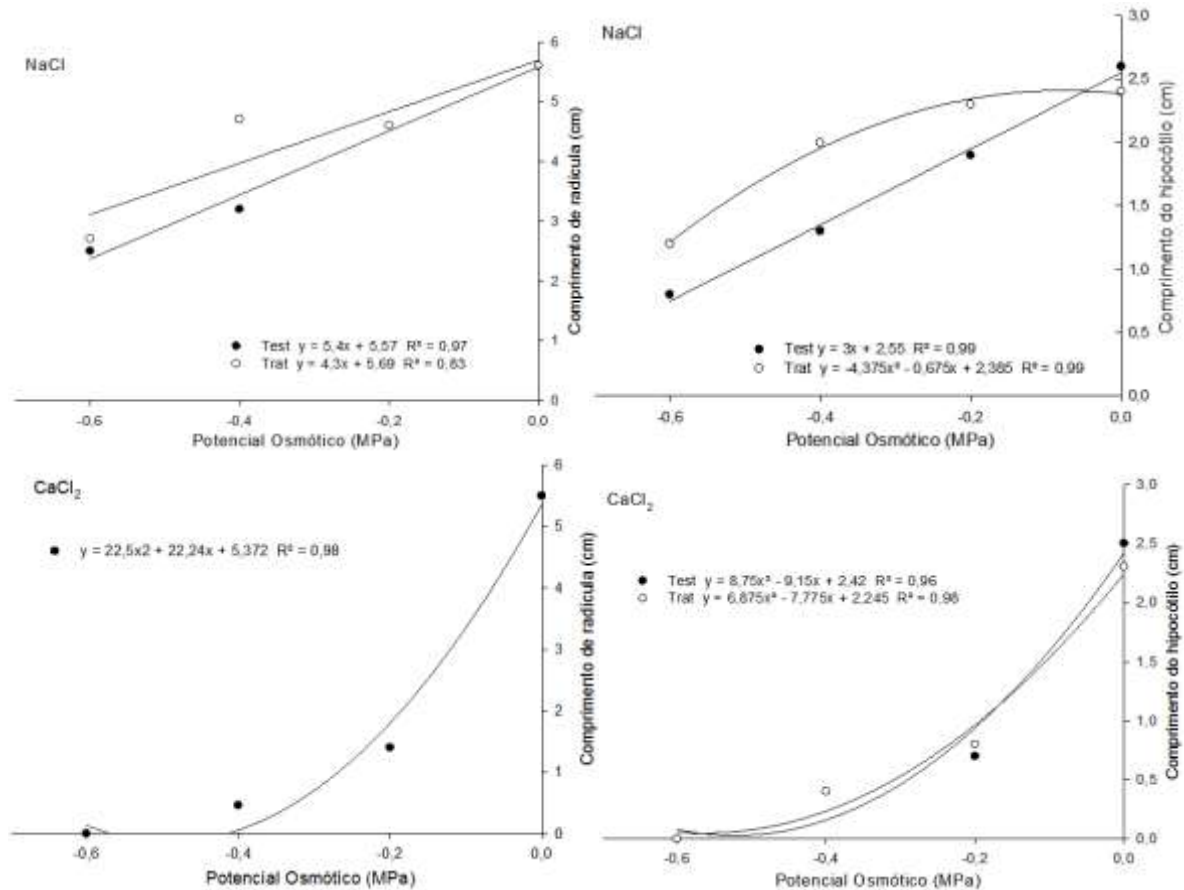 NaCl
6
5
4
3
2
1
0
Comprimento de radícula (cm)
Test y = 5,4x + 5,57 R² = 0,97
Trat y = 4,3x + 5,69 R² = 0,83
-0,6 -0,4 -0,2 0,0
Potencial Osmótico (MPa)
NaCl
3,0
2,5
2,0
1,5
1,0
0,5
0,0
Comprimento do hipocótilo (cm)
Test y = 3x + 2,55 R² = 0,99
Trat y = -4,375x² - 0,675x + 2,385 R² = 0,99
-0,6 -0,4 -0,2 0,0
Potencial Osmótico (MPa)
CaCl₂
6
5
4
3
2
1
0
Comprimento de radícula (cm)
y = 22,5x2 + 22,24x + 5,372 R² = 0,98
-0,6 -0,4 -0,2 0,0
Potencial Osmótico (MPa)
CaCl₂
3,0
2,5
2,0
1,5
1,0
0,5
0,0
Comprimento do hipocótilo (cm)
Test y = 8,75x² - 9,15x + 2,42 R² = 0,96
Trat y = 6,875x² - 7,775x + 2,245 R² = 0,98
-0,6 -0,4 -0,2 0,0
Potencial Osmótico (MPa)